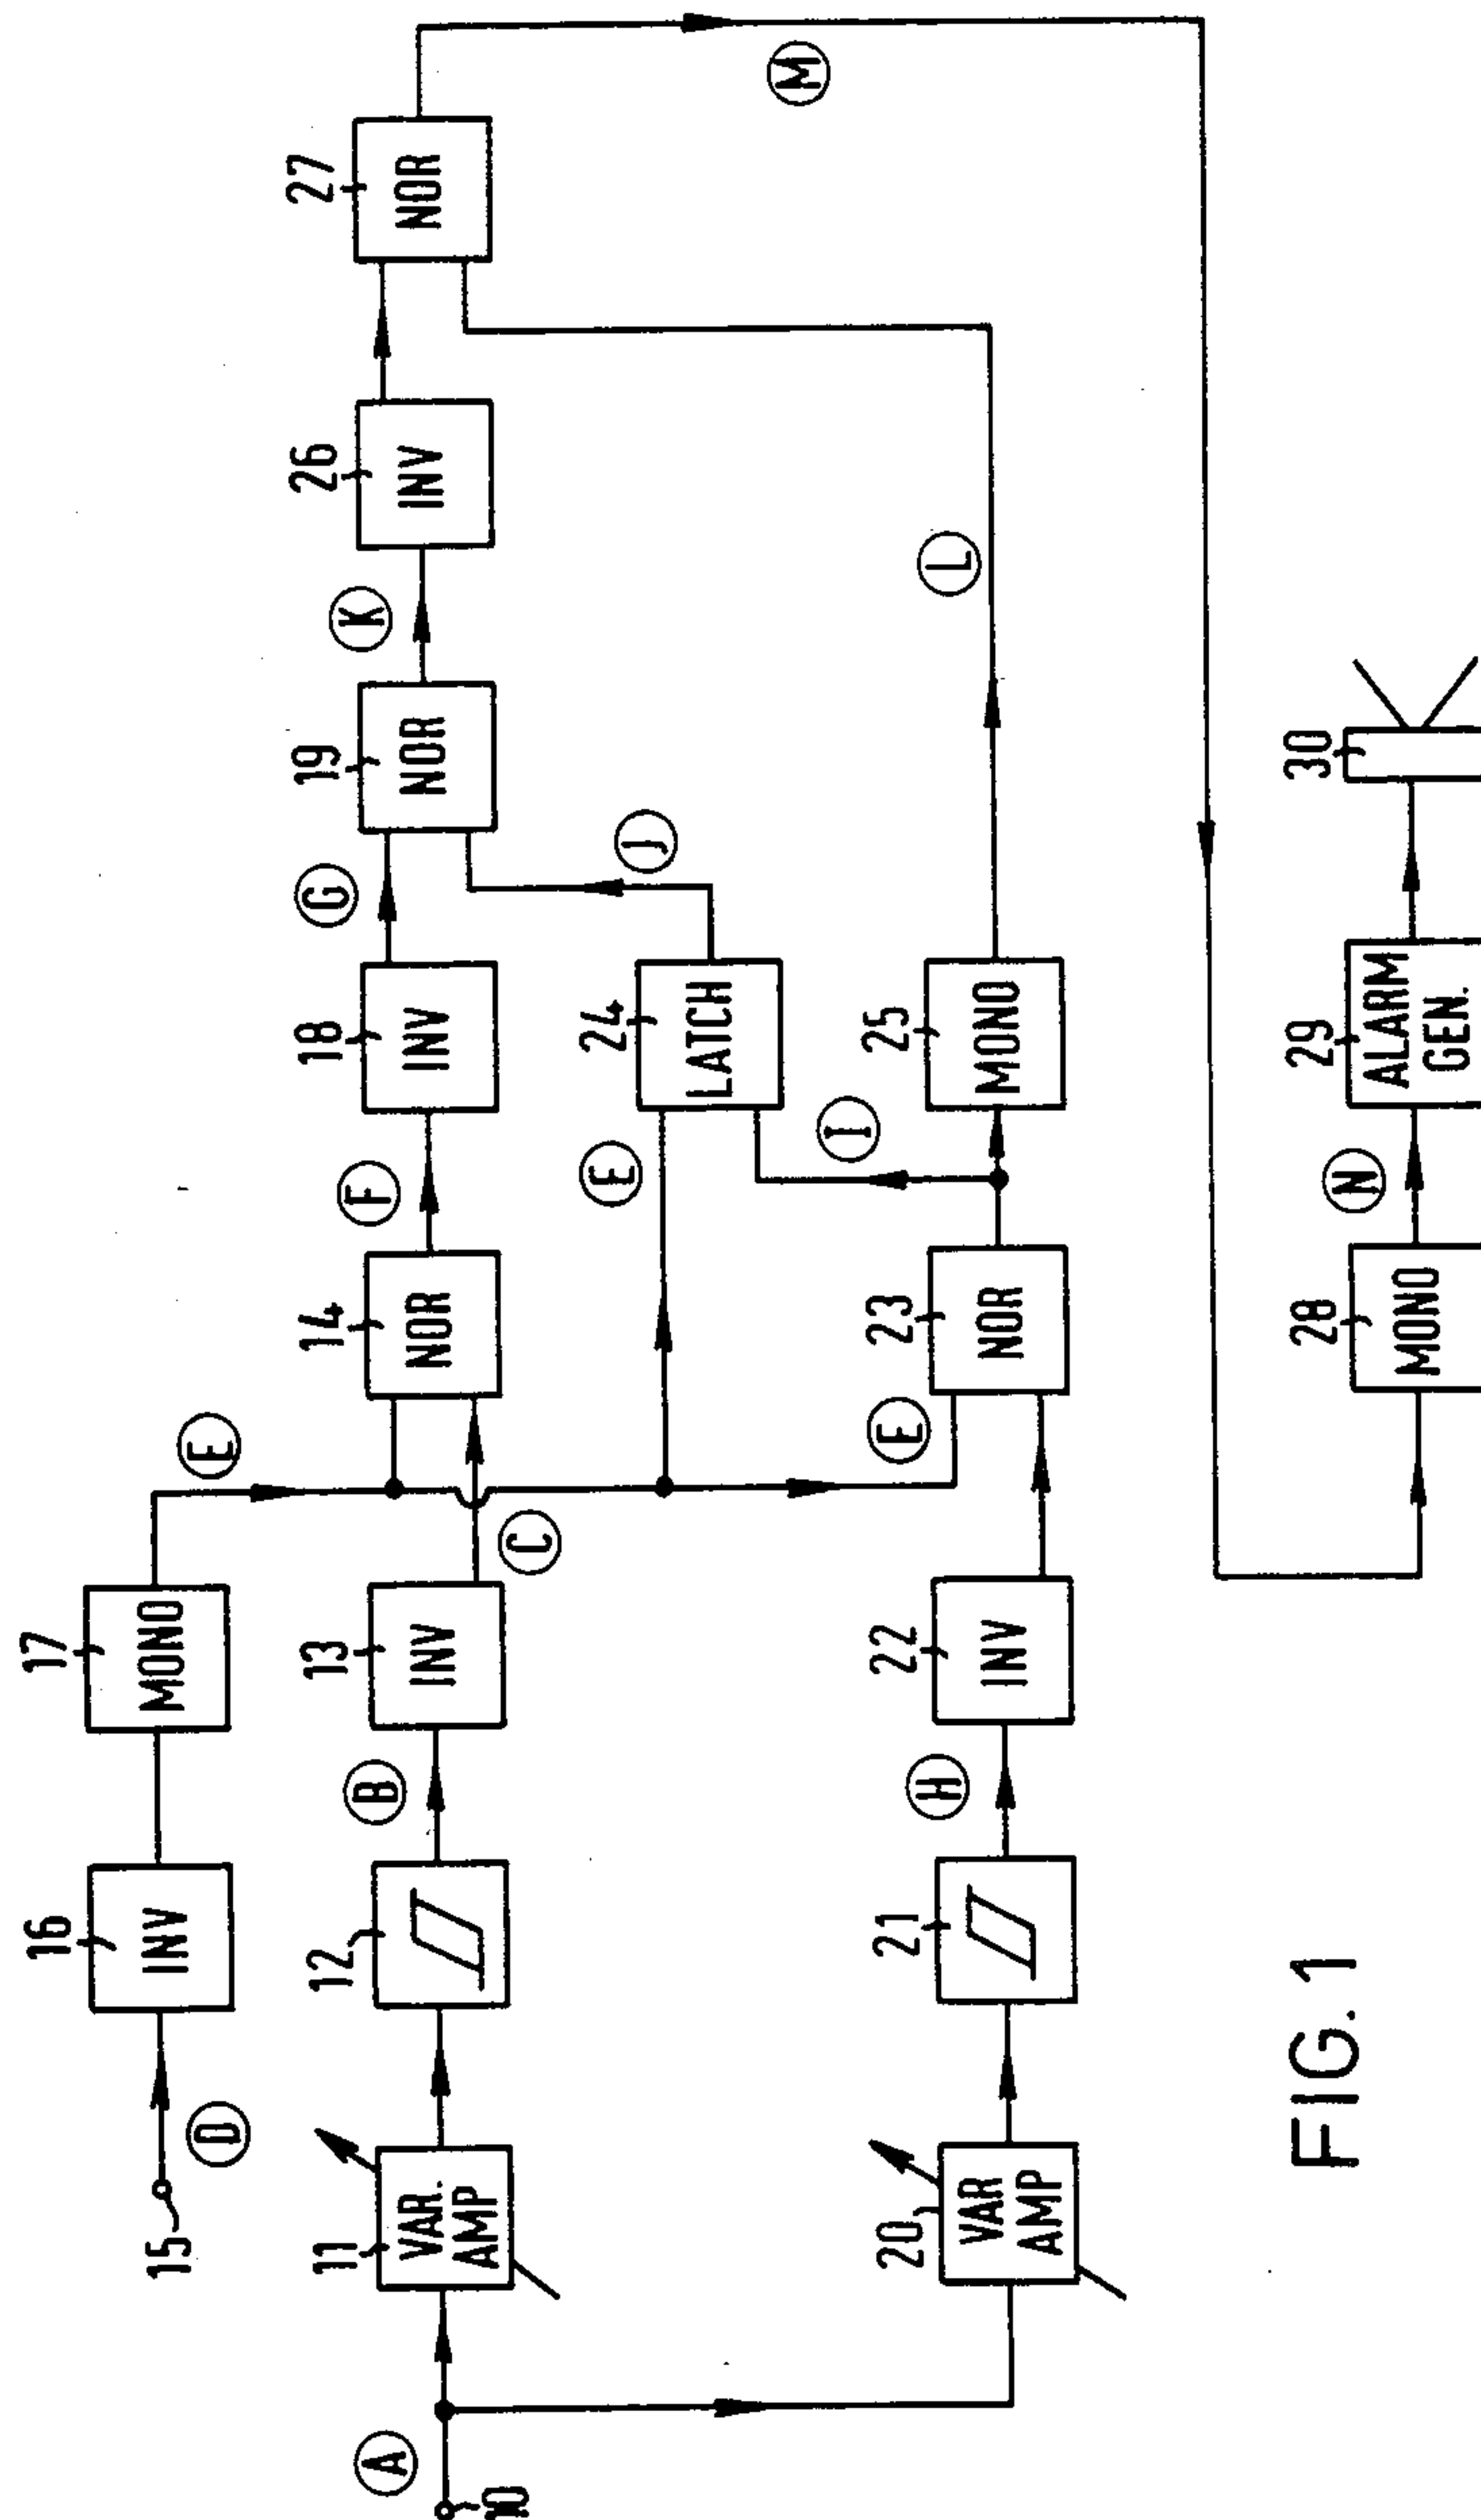 17
MONO
16
INV
15
D
E
27
NOR
26
INV
K
19
NOR
G
18
INV
F
14
NOR
C
13
INV
B
12
11
VAR.
AMP
A
10
M
J
24
LATCH
E
L
25
MONO
I
23
NOR
E
22
INV
H
21
20
VAR
AMP
30
29
ALARM
GEN.
N
28
MONO
FIG. 1